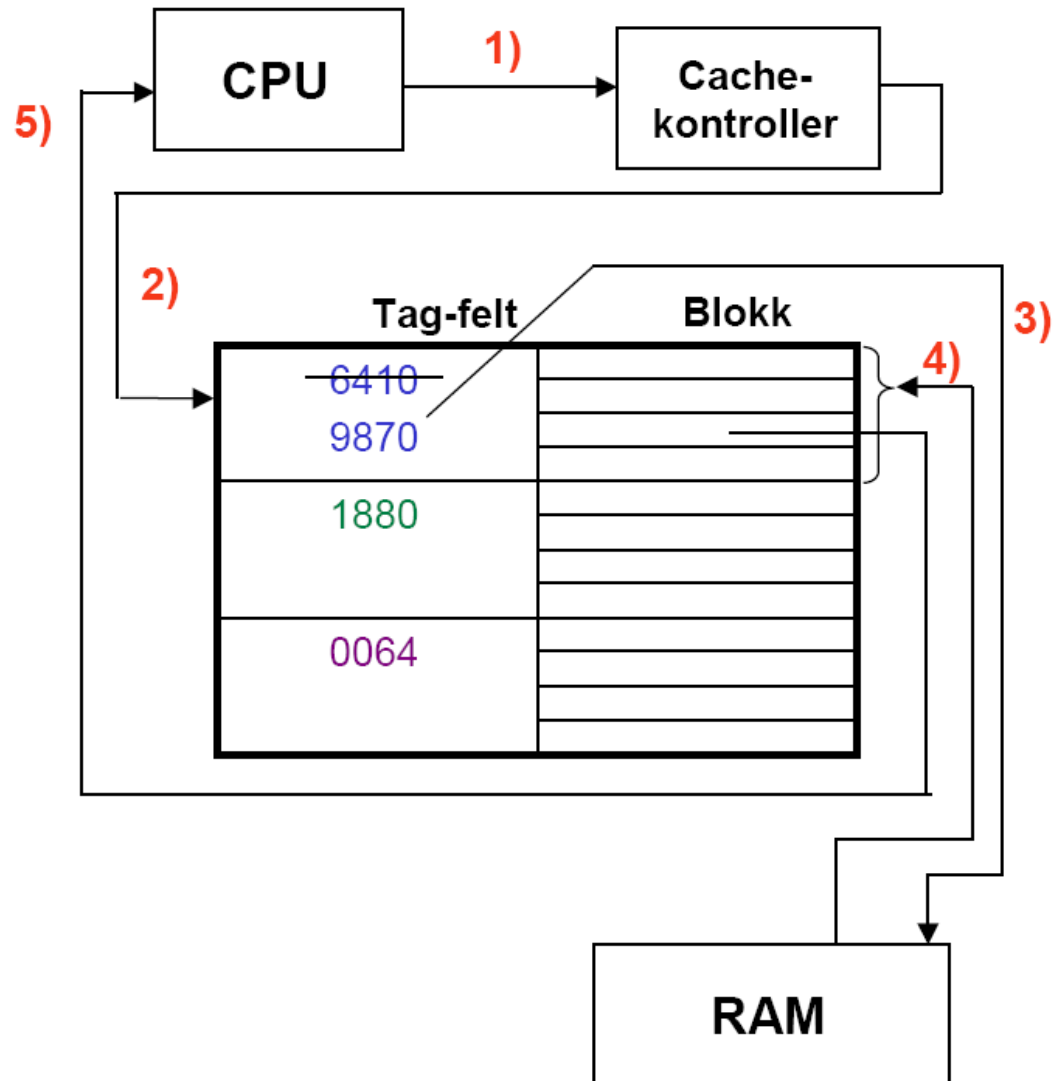 CPU
1)
Cache-
kontroller
5)
2)
3)
Tag-felt
Blokk
4)
6410
9870
1880
0064
RAM